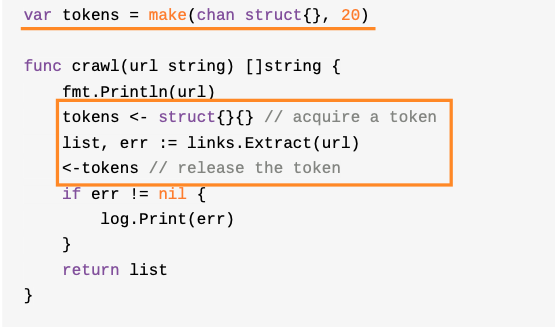 var tokens = make(chan struct{}, 20)
func crawl(url string) []string {
fmt.Println(url)
tokens <- struct{}{} // acquire a token
list, err := links.Extract(url)
<-tokens // release the token
if err != nil {
log.Print(err)
}
return list
}